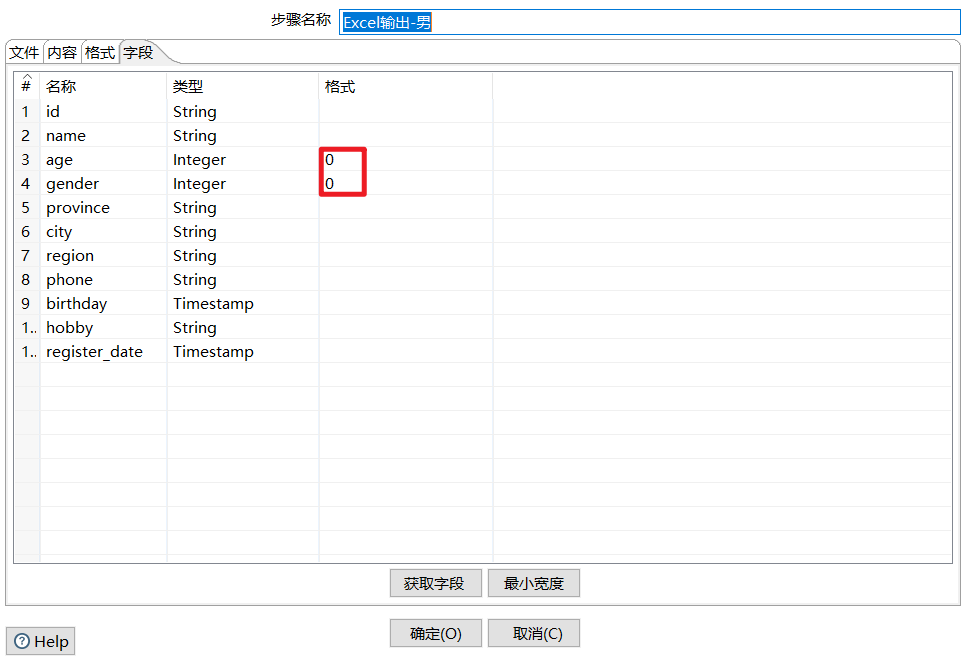 步骤名称 Excel输出-男
文件 内容 格式 字段
# 名称 类型 格式
1 id String
2 name String
3 age Integer 0
4 gender Integer 0
5 province String
6 city String
7 region String
8 phone String
9 birthday Timestamp
1.. hobby String
1.. register_date Timestamp
获取字段 最小宽度
确定(O) 取消(C)
Help